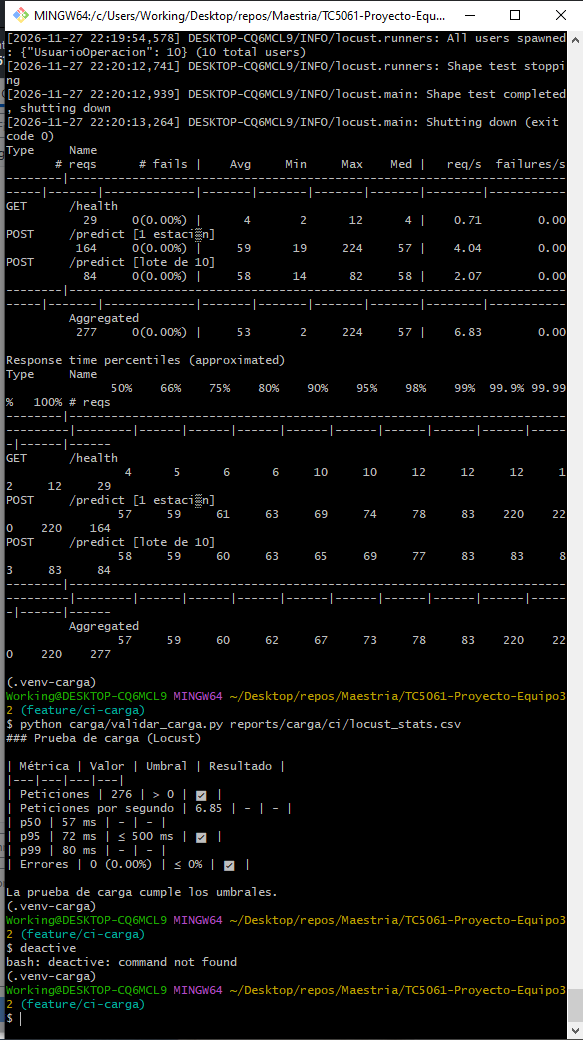 MINGW64:/c/Users/Working/Desktop/repos/Maestria/TC5061-Proyecto-Equipo...
[2026-11-27 22:19:54,578] DESKTOP-CQ6MCL9/INFO/locust.runners: All users spawned
: {"UsuarioOperacion": 10} (10 total users)
[2026-11-27 22:20:12,741] DESKTOP-CQ6MCL9/INFO/locust.runners: Shape test stoppi
ng
[2026-11-27 22:20:12,939] DESKTOP-CQ6MCL9/INFO/locust.main: Shape test completed
, shutting down
[2026-11-27 22:20:13,264] DESKTOP-CQ6MCL9/INFO/locust.main: Shutting down (exit
code 0)
Type     Name
       # reqs      # fails |    Avg     Min     Max    Med |   req/s  failures/s
--------|----------------------------------------------------------------------
-----|------|-------------|-------|-------|-------|-------|--------|-----------
GET      /health
           29     0(0.00%) |      4       2      12      4 |    0.71        0.00
POST     /predict [1 estaci▒n]
          164     0(0.00%) |     59      19     224     57 |    4.04        0.00
POST     /predict [lote de 10]
           84     0(0.00%) |     58      14      82     58 |    2.07        0.00
--------|----------------------------------------------------------------------
-----|------|-------------|-------|-------|-------|-------|--------|-----------
         Aggregated
          277     0(0.00%) |     53       2     224     57 |    6.83        0.00
Response time percentiles (approximated)
Type     Name
               50%    66%    75%    80%    90%    95%    98%    99%  99.9% 99.99
%   100% # reqs
--------|----------------------------------------------------------------------
---------|--------|------|------|------|------|------|------|------|------|-----
-|------|------
GET      /health
                 4      5      6      6     10     10     12     12     12     1
2     12     29
POST     /predict [1 estaci▒n]
                57     59     61     63     69     74     78     83    220    22
0    220    164
POST     /predict [lote de 10]
                58     59     60     63     65     69     77     83     83     8
3     83     84
--------|----------------------------------------------------------------------
---------|--------|------|------|------|------|------|------|------|------|-----
-|------|------
         Aggregated
                57     59     60     62     67     73     78     83    220    22
0    220    277
(.venv-carga)
Working@DESKTOP-CQ6MCL9 MINGW64 ~/Desktop/repos/Maestria/TC5061-Proyecto-Equipo3
2 (feature/ci-carga)
$ python carga/validar_carga.py reports/carga/ci/locust_stats.csv
### Prueba de carga (Locust)
| Métrica | Valor | Umbral | Resultado |
|---|---|---|---|
| Peticiones | 276 | > 0 | ✅ |
| Peticiones por segundo | 6.85 | - | - |
| p50 | 57 ms | - | - |
| p95 | 72 ms | ≤ 500 ms | ✅ |
| p99 | 80 ms | - | - |
| Errores | 0 (0.00%) | ≤ 0% | ✅ |
La prueba de carga cumple los umbrales.
(.venv-carga)
Working@DESKTOP-CQ6MCL9 MINGW64 ~/Desktop/repos/Maestria/TC5061-Proyecto-Equipo3
2 (feature/ci-carga)
$ deactive
bash: deactive: command not found
(.venv-carga)
Working@DESKTOP-CQ6MCL9 MINGW64 ~/Desktop/repos/Maestria/TC5061-Proyecto-Equipo3
2 (feature/ci-carga)
$